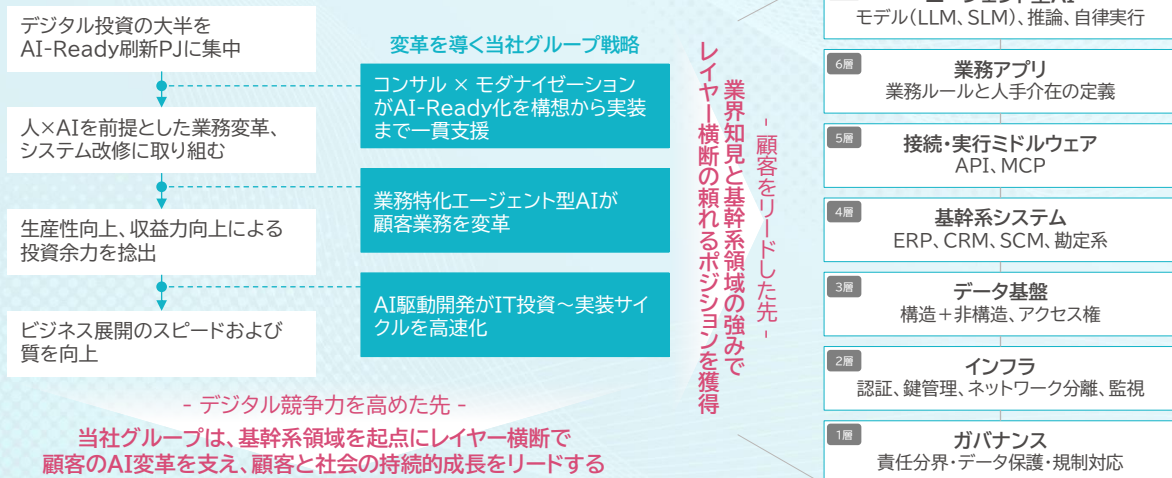 デジタル投資の大半を
AI-Ready刷新PJに集中
人×AIを前提とした業務変革、
システム改修に取り組む
生産性向上、収益力向上による
投資余力を捻出
ビジネス展開のスピードおよび
質を向上
変革を導く当社グループ戦略
コンサル × モダナイゼーション
がAI-Ready化を構想から実装
まで一貫支援
業務特化エージェント型AIが
顧客業務を変革
AI駆動開発がIT投資～実装サイ
クルを高速化
- デジタル競争力を高めた先 -
当社グループは、基幹系領域を起点にレイヤー横断で
顧客のAI変革を支え、顧客と社会の持続的成長をリードする
- 顧客をリードした先 -
業界知見と基幹系領域の強みで
レイヤー横断の頼れるポジションを獲得
モデル(LLM、SLM)、推論、自律実行
6層
業務アプリ
業務ルールと人手介在の定義
5層
接続・実行ミドルウェア
API、MCP
4層
基幹系システム
ERP、CRM、SCM、勘定系
3層
データ基盤
構造＋非構造、アクセス権
2層
インフラ
認証、鍵管理、ネットワーク分離、監視
1層
ガバナンス
責任分界・データ保護・規制対応